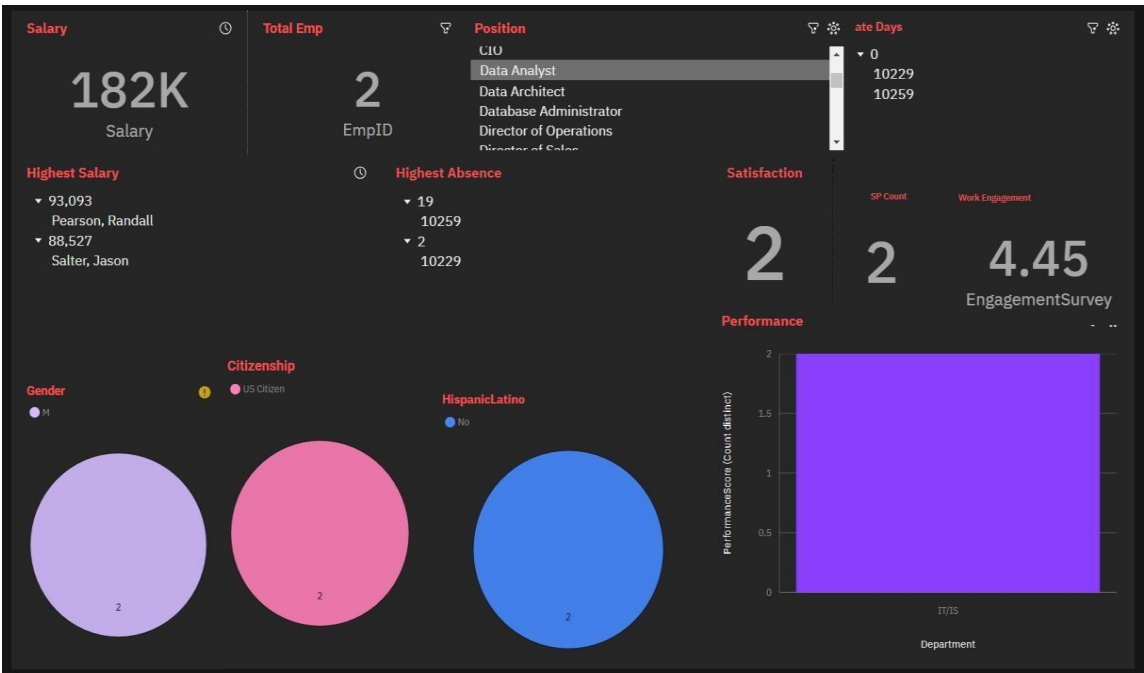 Salary
182K
Salary
Total Emp
2
EmpID
Position
CIO
Data Analyst
Data Architect
Database Administrator
Director of Operations
Director of Sales
ate Days
0
10229
10259
Highest Salary
93,093
Pearson, Randall
88,527
Salter, Jason
Highest Absence
19
10259
2
10229
Satisfaction
2
SP Count
2
Work Engagement
4.45
EngagementSurvey
Gender
M
2
Citizenship
US Citizen
2
HispanicLatino
No
2
Performance
PerformanceScore (Count distinct)
2
1.5
1
0.5
0
IT/IS
Department